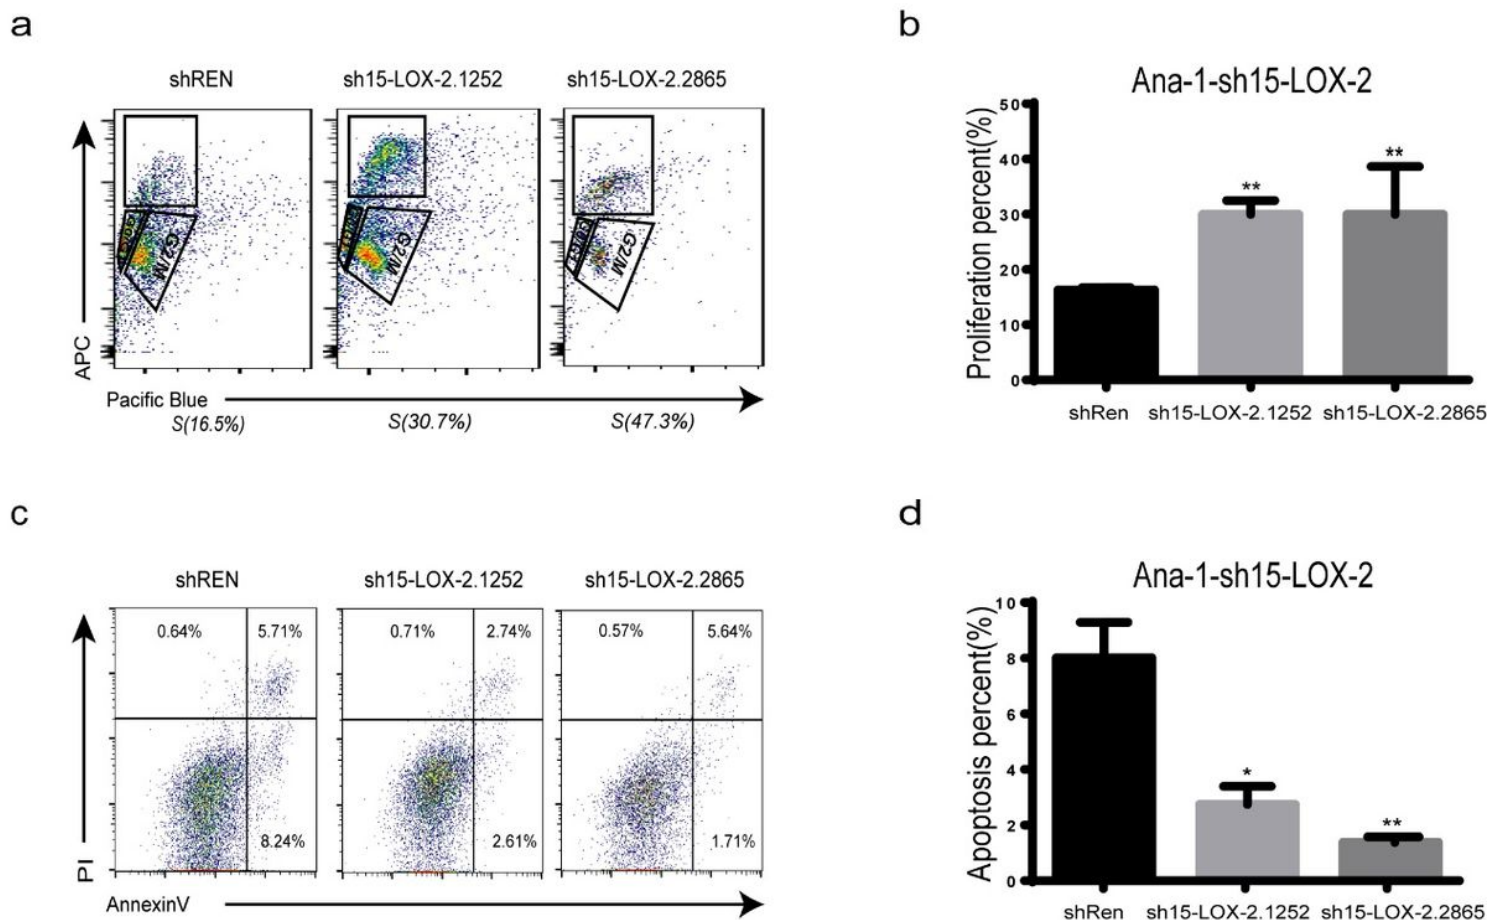 a
shREN
sh15-LOX-2.1252
sh15-LOX-2.2865
G2/M
G2/M
G2/M
APC
Pacific Blue
S(16.5%)
S(30.7%)
S(47.3%)
b
Ana-1-sh15-LOX-2
Proliferation percent(%)
50
40
30
20
10
0
**
**
shRen
sh15-LOX-2.1252
sh15-LOX-2.2865
c
shREN
sh15-LOX-2.1252
sh15-LOX-2.2865
0.64%
5.71%
0.71%
2.74%
0.57%
5.64%
8.24%
2.61%
1.71%
PI
AnnexinV
d
Ana-1-sh15-LOX-2
Apoptosis percent(%)
10
8
6
4
2
0
*
**
shRen
sh15-LOX-2.1252
sh15-LOX-2.2865